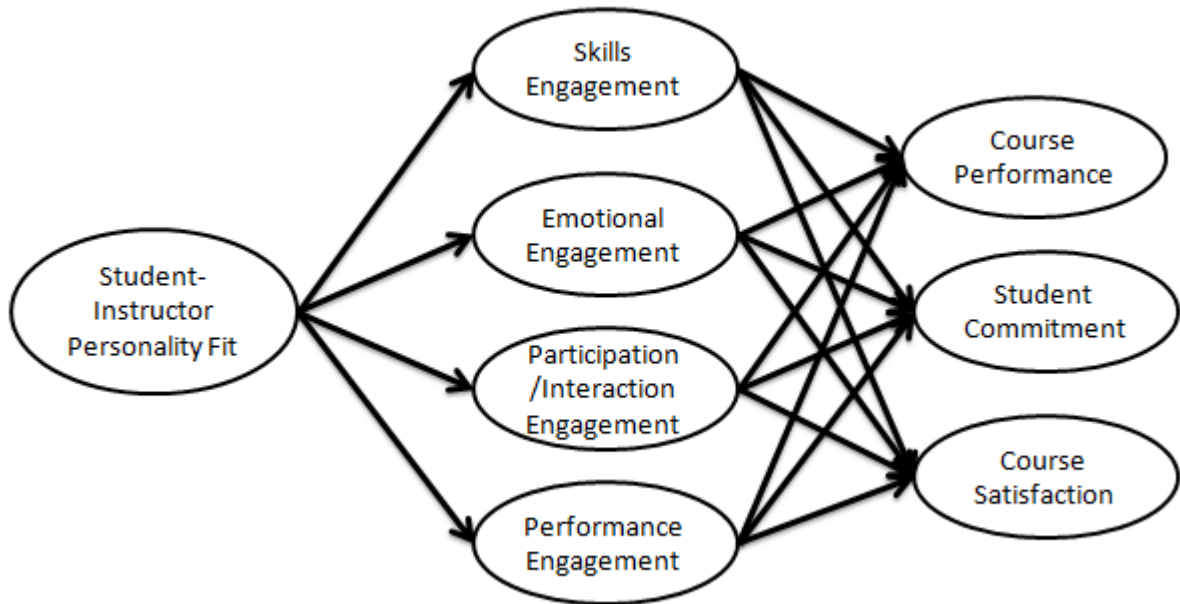 Student-
Instructor
Personality Fit
Skills
Engagement
Emotional
Engagement
Participation
/Interaction
Engagement
Performance
Engagement
Course
Performance
Student
Commitment
Course
Satisfaction